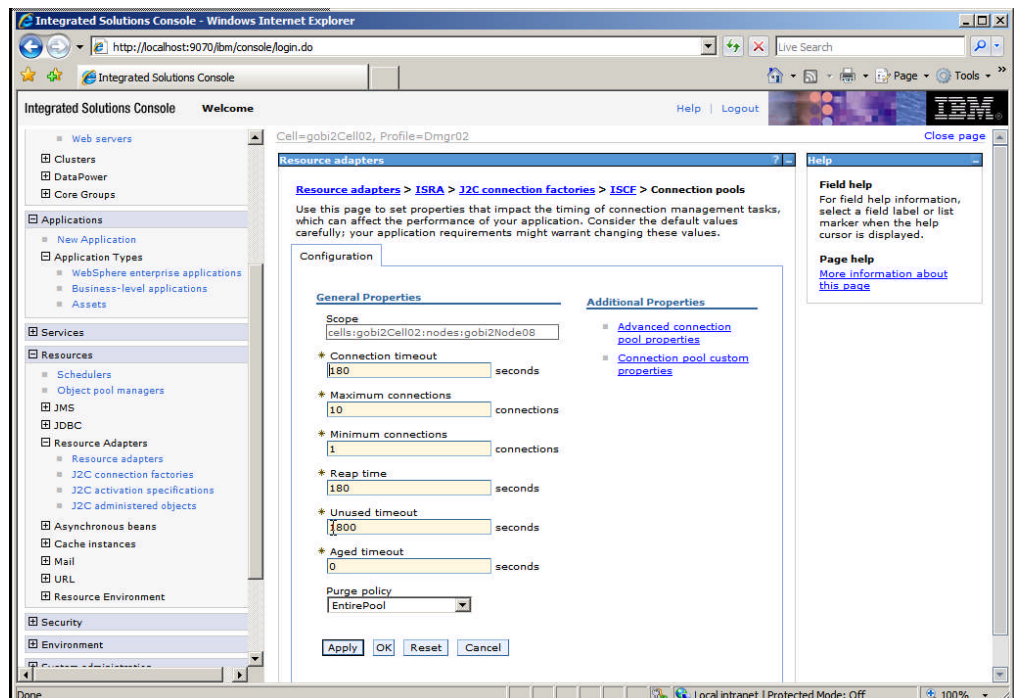 Integrated Solutions Console - Windows Internet Explorer
http://localhost:9070/ibm/console/login.do
Live Search
Integrated Solutions Console
Page
Tools
»
Integrated Solutions Console Welcome
Help | Logout
IBM
Cell=gobi2Cell02, Profile=Dmgr02
Close page
Web servers
Clusters
DataPower
Core Groups
Applications
New Application
Application Types
WebSphere enterprise applications
Business-level applications
Assets
Services
Resources
Schedulers
Object pool managers
JMS
JDBC
Resource Adapters
Resource adapters
J2C connection factories
J2C activation specifications
J2C administered objects
Asynchronous beans
Cache instances
Mail
URL
Resource Environment
Security
Environment
Custom administration
Resource adapters
?
Resource adapters > ISRA > J2C connection factories > ISCF > Connection pools
Use this page to set properties that impact the timing of connection management tasks,
which can affect the performance of your application. Consider the default values
carefully; your application requirements might warrant changing these values.
Configuration
General Properties
Scope
cells:gobi2Cell02:nodes:gobi2Node08
* Connection timeout
180 seconds
* Maximum connections
10 connections
* Minimum connections
1 connections
* Reap time
180 seconds
* Unused timeout
1800 seconds
* Aged timeout
0 seconds
Purge policy
EntirePool
Apply OK Reset Cancel
Additional Properties
Advanced connection
pool properties
Connection pool custom
properties
Help
Field help
For field help information,
select a field label or list
marker when the help
cursor is displayed.
Page help
More information about
this page
Done
Local intranet | Protected Mode: Off
100%